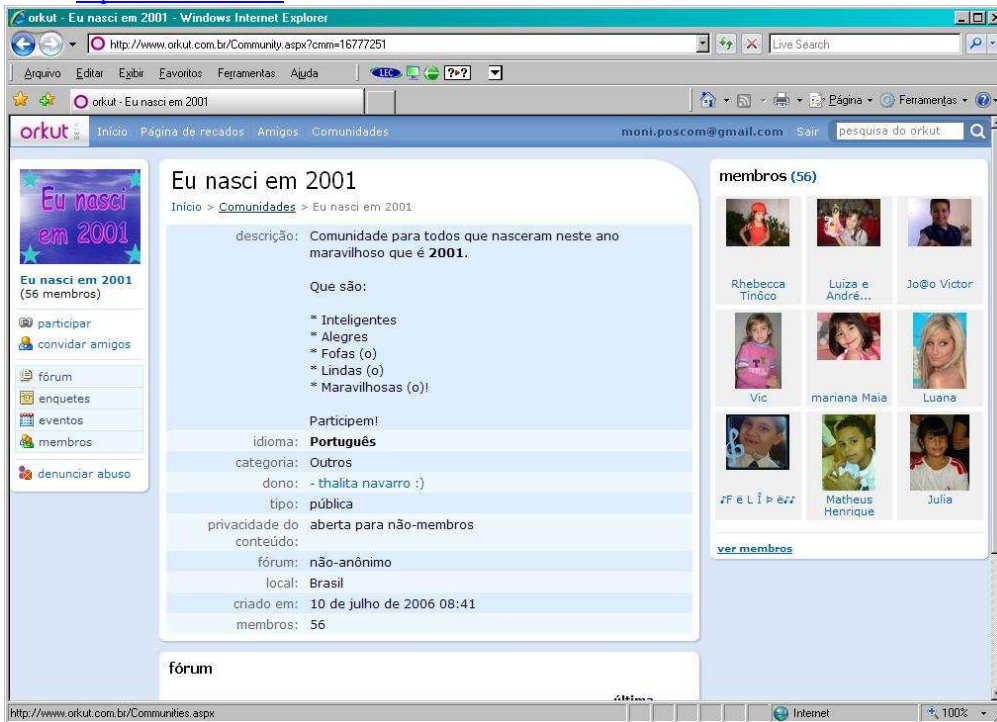 orkut - Eu nasci em 2001 - Windows Internet Explorer
http://www.orkut.com.br/Community.aspx?cmm=16777251
Live Search
Arquivo Editar Exibir Favoritos Ferramentas Ajuda
orkut - Eu nasci em 2001
Página Ferramentas
orkut Início Página de recados Amigos Comunidades moni.poscom@gmail.com Sair pesquisa do orkut
Eu nasci
em 2001
Eu nasci em 2001
(56 membros)
participar
convidar amigos
fórum
enquetes
eventos
membros
denunciar abuso
Eu nasci em 2001
Início > Comunidades > Eu nasci em 2001
descrição: Comunidade para todos que nasceram neste ano
maravilhoso que é 2001.
Que são:
* Inteligentes
* Alegres
* Fofas (o)
* Lindas (o)
* Maravilhosas (o)!
Participem!
idioma: Português
categoria: Outros
dono: - thalita navarro :)
tipo: pública
privacidade do aberta para não-membros
conteúdo:
fórum: não-anônimo
local: Brasil
criado em: 10 de julho de 2006 08:41
membros: 56
fórum
membros (56)
Rhebecca
Tinôco
Luiza e
André...
Jo@o Victor
Vic
mariana Maia
Luana
♪F ë L Î Þ ë♪♪
Matheus
Henrique
Julia
ver membros
http://www.orkut.com.br/Communities.aspx
Internet
100%